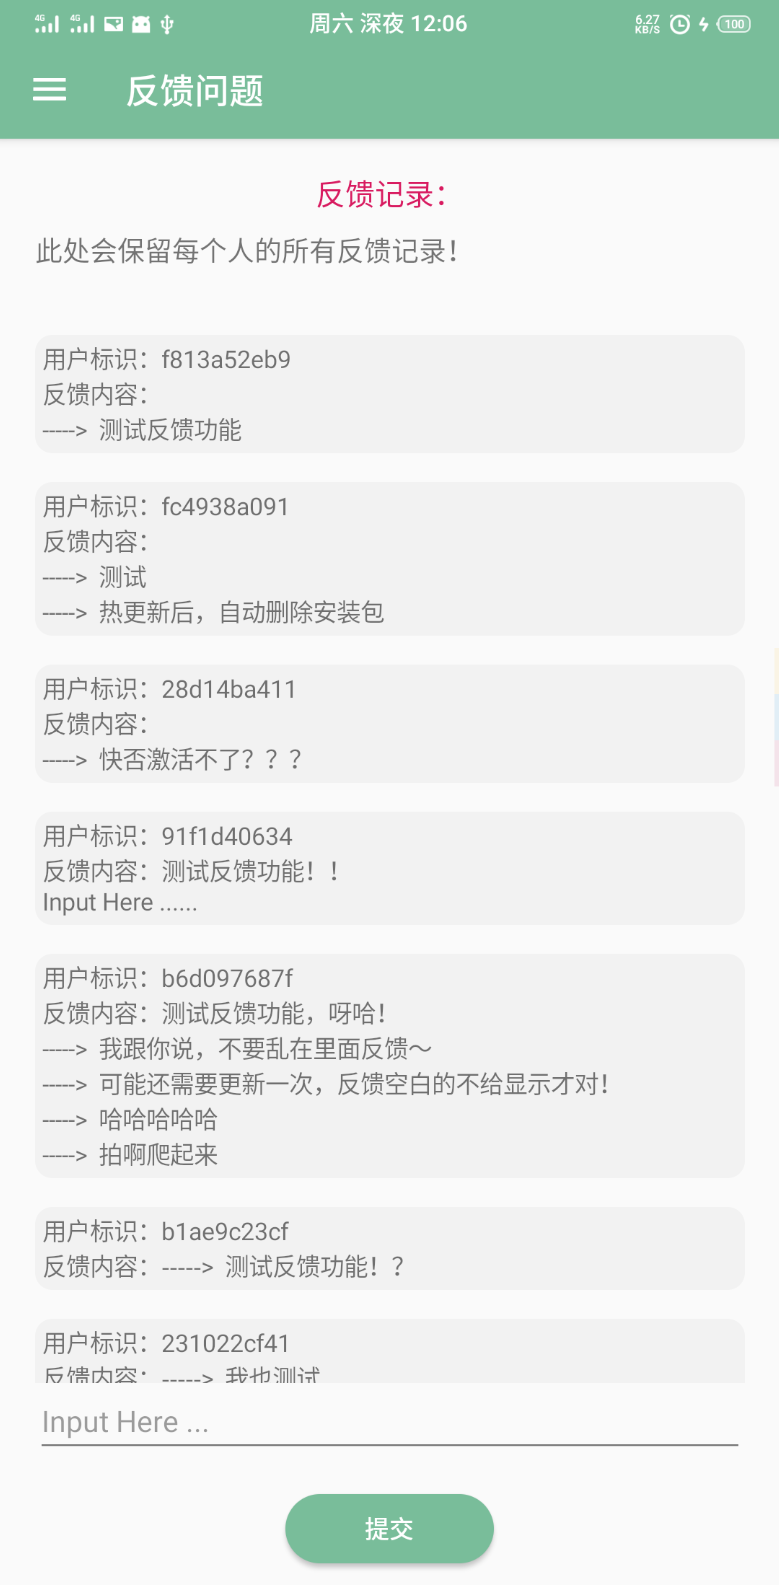 4G 4G 周六 深夜 12:06 6.27 KB/S 100
反馈问题
反馈记录：
此处会保留每个人的所有反馈记录！
用户标识：f813a52eb9
反馈内容：
-----> 测试反馈功能
用户标识：fc4938a091
反馈内容：
-----> 测试
-----> 热更新后，自动删除安装包
用户标识：28d14ba411
反馈内容：
-----> 快否激活不了？？？
用户标识：91f1d40634
反馈内容：测试反馈功能！！
Input Here ......
用户标识：b6d097687f
反馈内容：测试反馈功能，呀哈！
-----> 我跟你说，不要乱在里面反馈～
-----> 可能还需要更新一次，反馈空白的不给显示才对！
-----> 哈哈哈哈哈
-----> 拍啊爬起来
用户标识：b1ae9c23cf
反馈内容：-----> 测试反馈功能！？
用户标识：231022cf41
反馈内容：-----> 我也测试
Input Here ...
提交